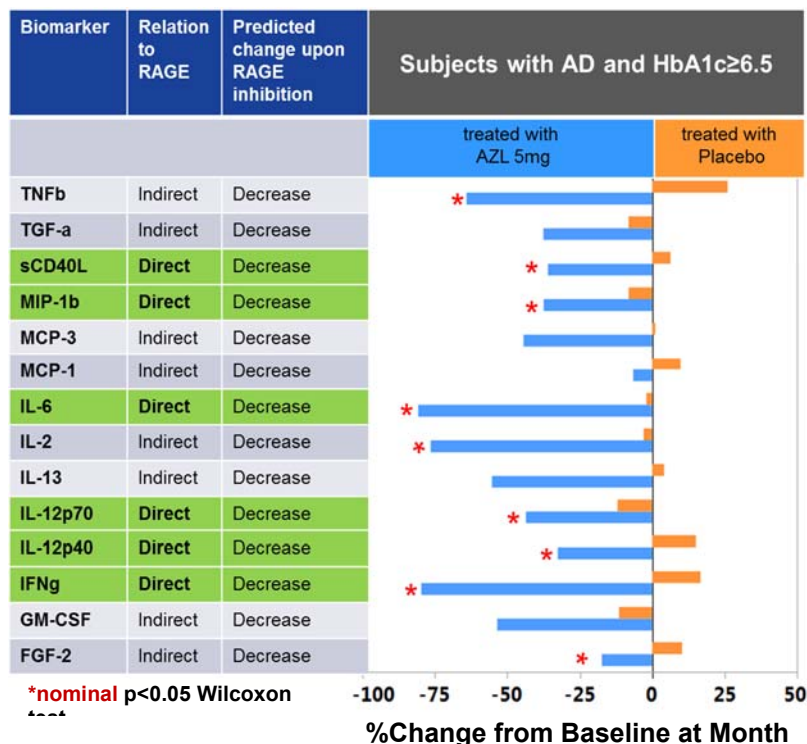 Biomarker Relation to RAGE Predicted change upon RAGE inhibition Subjects with AD and HbA1c≥6.5
treated with AZL 5mg treated with Placebo
TNFb Indirect Decrease *
TGF-a Indirect Decrease
sCD40L Direct Decrease *
MIP-1b Direct Decrease *
MCP-3 Indirect Decrease
MCP-1 Indirect Decrease
IL-6 Direct Decrease *
IL-2 Indirect Decrease *
IL-13 Indirect Decrease
IL-12p70 Direct Decrease *
IL-12p40 Direct Decrease *
IFNg Direct Decrease *
GM-CSF Indirect Decrease
FGF-2 Indirect Decrease *
*nominal p<0.05 Wilcoxon
-100 -75 -50 -25 0 25 50
%Change from Baseline at Month